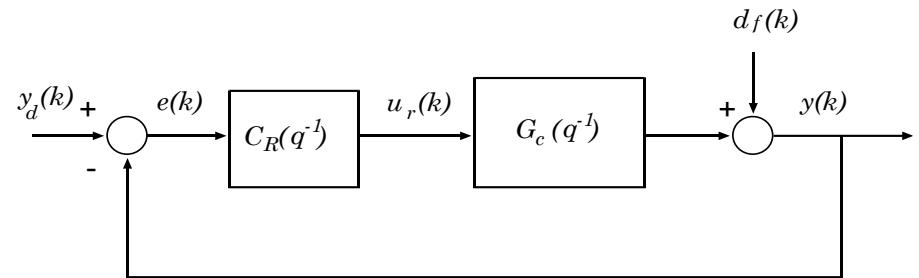 d_f(k)
y_d(k) + e(k) u_r(k) + y(k)
C_R(q^{-1}) G_c(q^{-1})
-